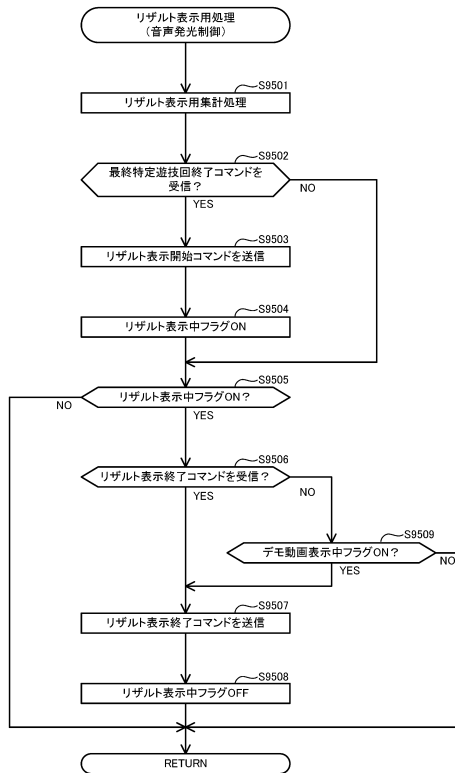 リザルト表示用処理
(音声発光制御)
S9501
リザルト表示用集計処理
S9502
最終特定遊技回終了コマンドを
受信？
NO
YES
S9503
リザルト表示開始コマンドを送信
S9504
リザルト表示中フラグON
S9505
リザルト表示中フラグON？
NO
YES
S9506
リザルト表示終了コマンドを受信？
NO
YES
S9509
デモ動画表示中フラグON？
NO
YES
S9507
リザルト表示終了コマンドを送信
S9508
リザルト表示中フラグOFF
RETURN